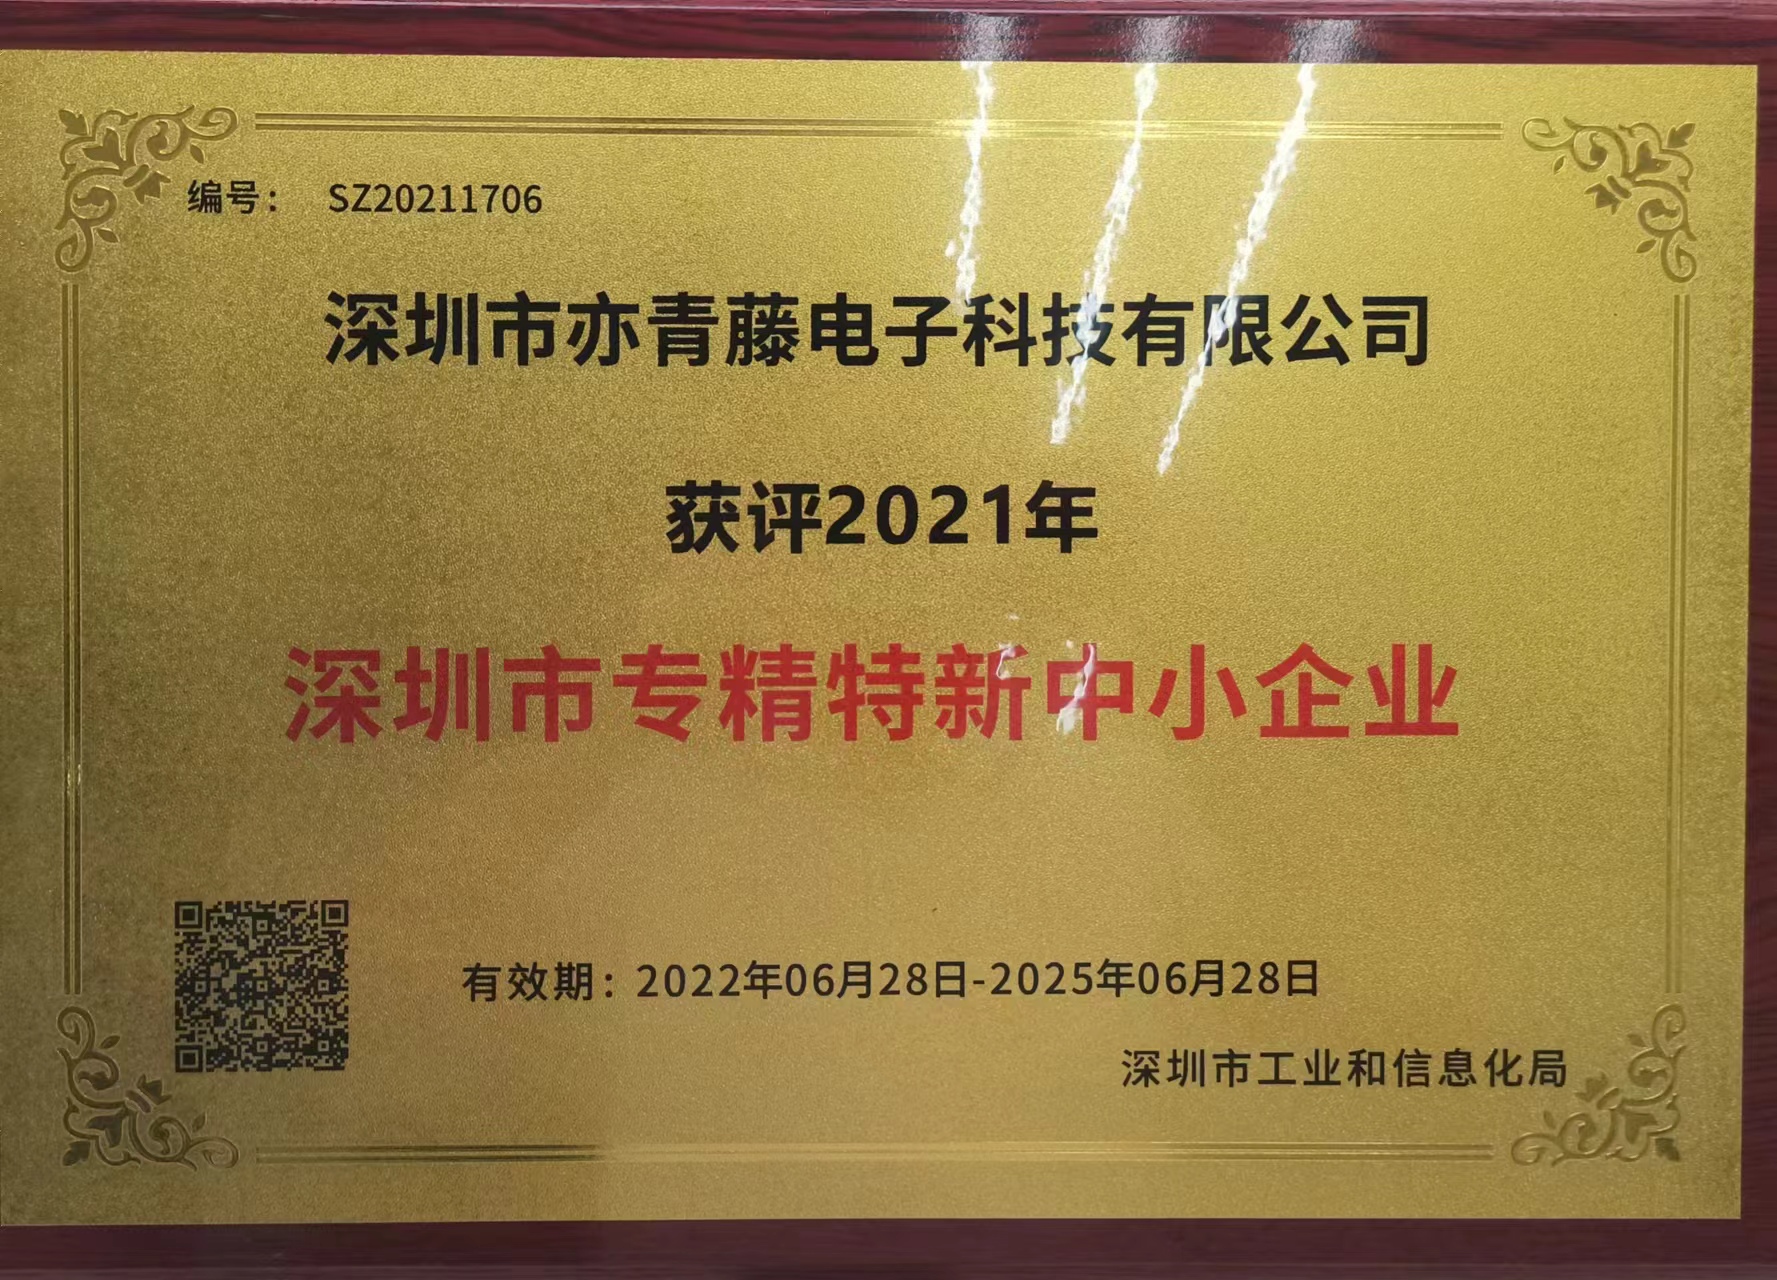 编号： SZ20211706
深圳市亦青藤电子科技有限公司
获评2021年
深圳市专精特新中小企业
有效期：2022年06月28日-2025年06月28日
深圳市工业和信息化局